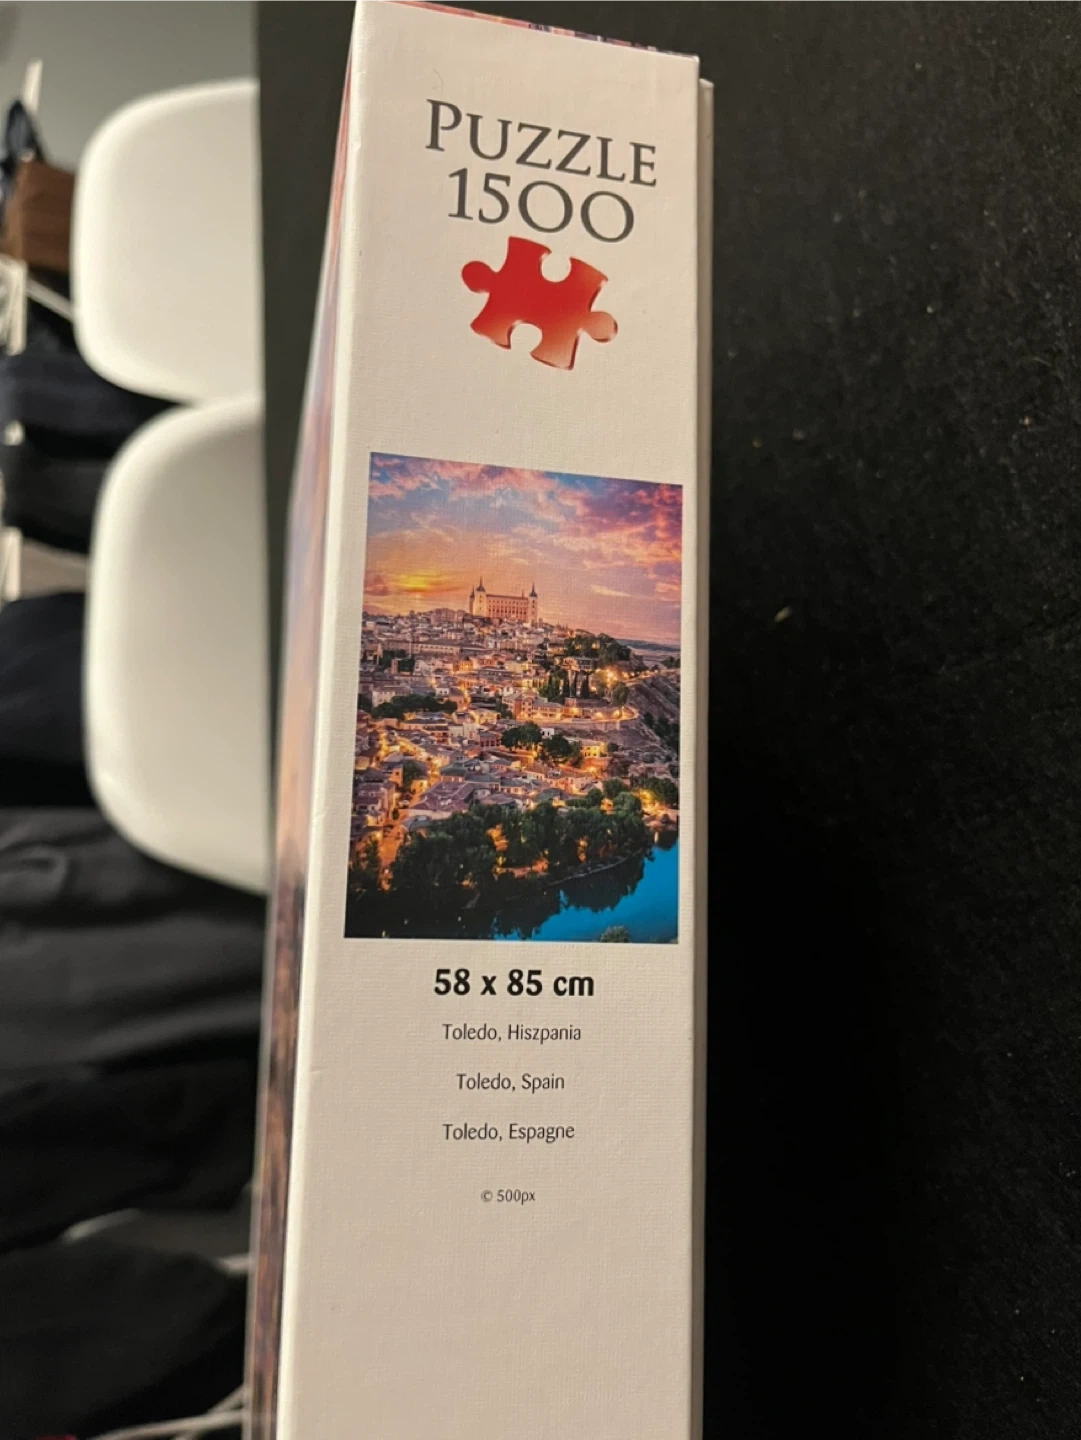 PUZZLE
1500
58 x 85 cm
Toledo, Hiszpania
Toledo, Spain
Toledo, Espagne
© 500px